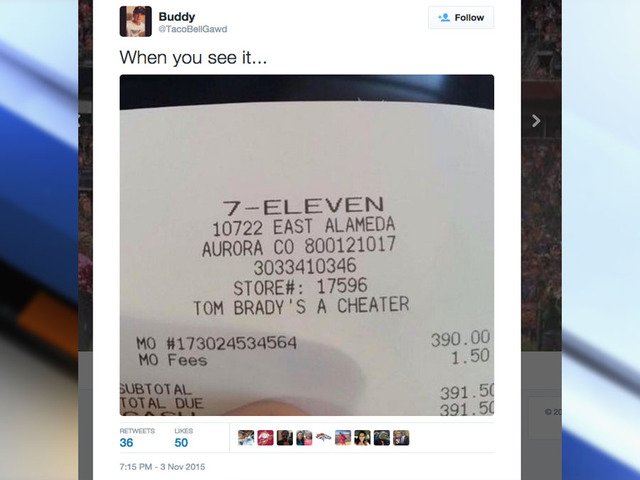 Buddy
@TacoBellGawd
Follow
When you see it...
7-ELEVEN
10722 EAST ALAMEDA
AURORA CO 800121017
3033410346
STORE#: 17596
TOM BRADY'S A CHEATER
MO #173024534564 390.00
MO Fees 1.50
SUBTOTAL 391.50
TOTAL DUE 391.50
CASH
RETWEETS LIKES
36 50
7:15 PM - 3 Nov 2015